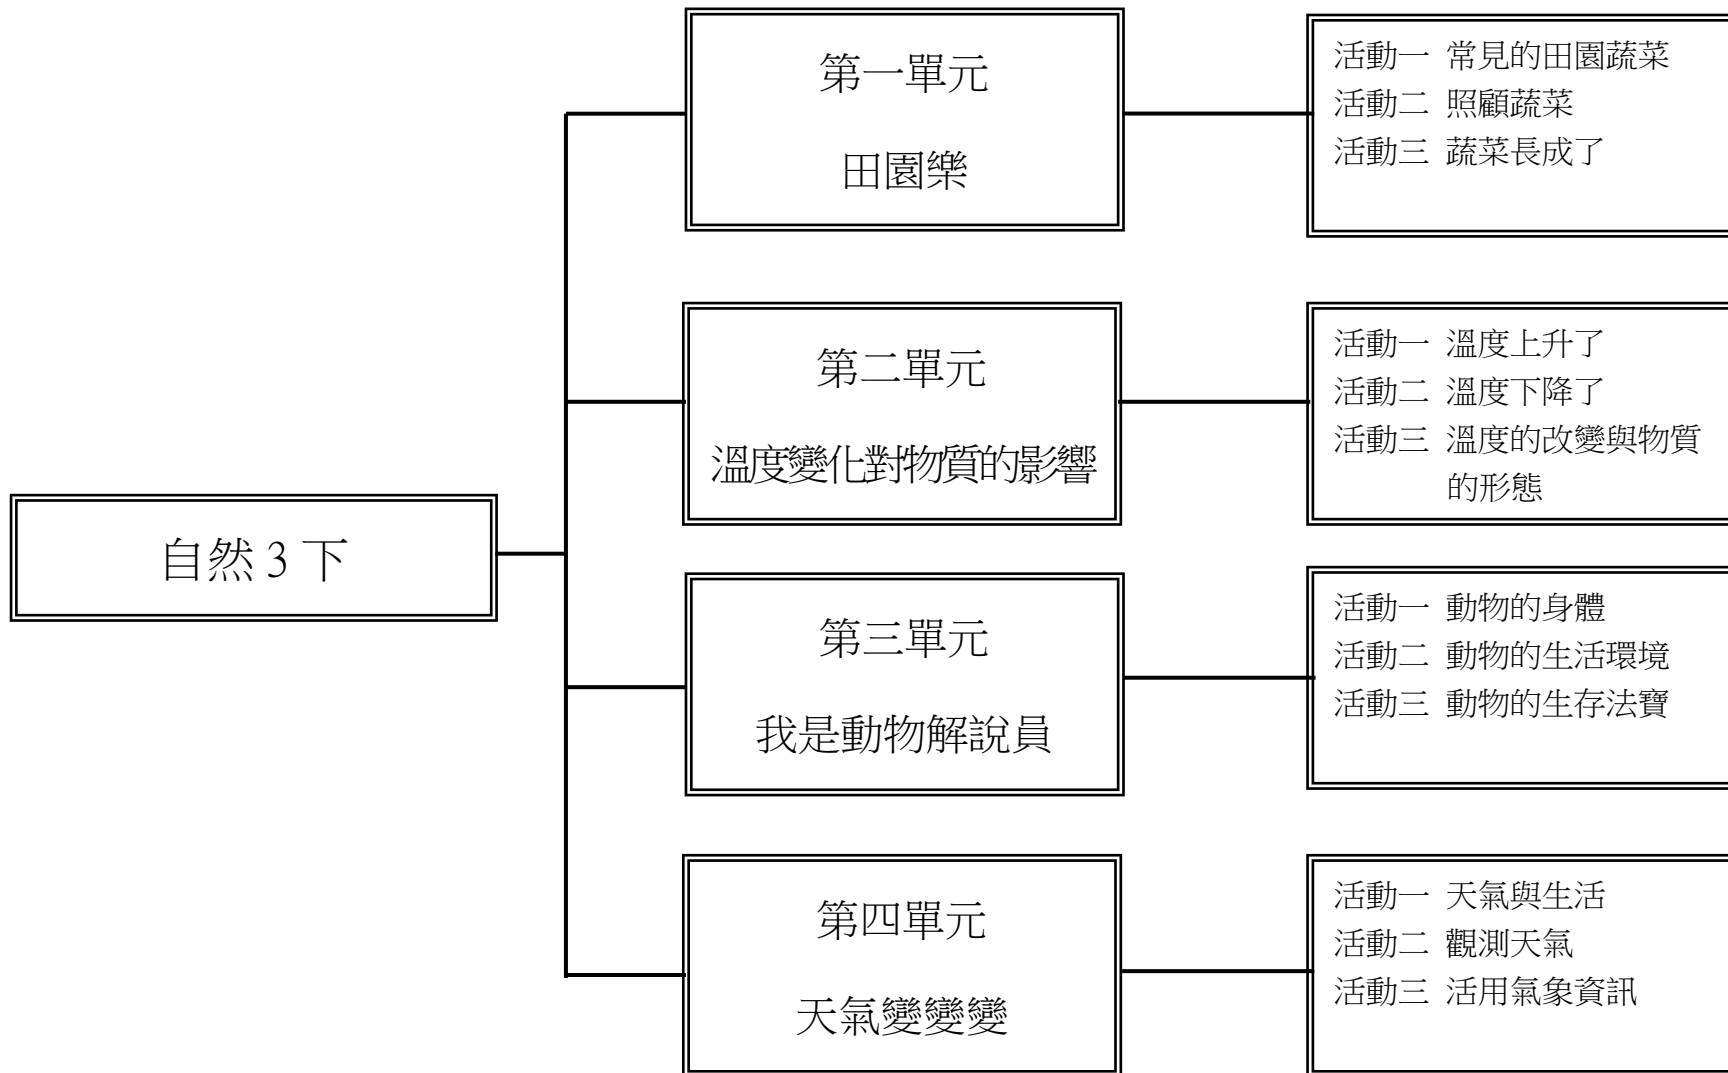 自然 3 下
第一單元
田園樂
活動一 常見的田園蔬菜
活動二 照顧蔬菜
活動三 蔬菜長成了
第二單元
溫度變化對物質的影響
活動一 溫度上升了
活動二 溫度下降了
活動三 溫度的改變與物質
的形態
第三單元
我是動物解說員
活動一 動物的身體
活動二 動物的生活環境
活動三 動物的生存法寶
第四單元
天氣變變變
活動一 天氣與生活
活動二 觀測天氣
活動三 活用氣象資訊